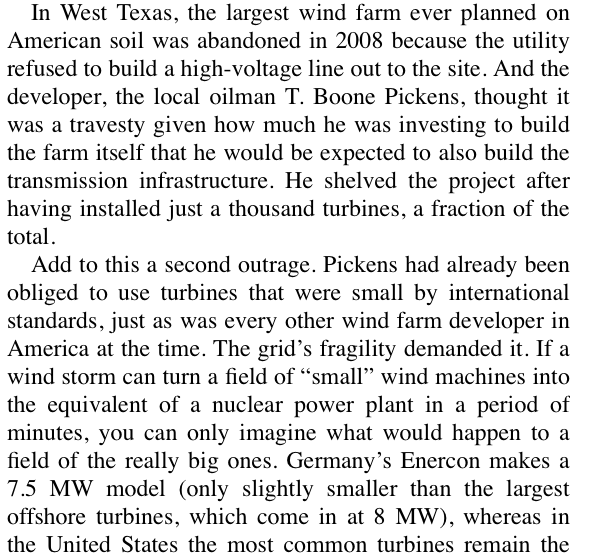 In West Texas, the largest wind farm ever planned on
American soil was abandoned in 2008 because the utility
refused to build a high-voltage line out to the site. And the
developer, the local oilman T. Boone Pickens, thought it
was a travesty given how much he was investing to build
the farm itself that he would be expected to also build the
transmission infrastructure. He shelved the project after
having installed just a thousand turbines, a fraction of the
total.
Add to this a second outrage. Pickens had already been
obliged to use turbines that were small by international
standards, just as was every other wind farm developer in
America at the time. The grid’s fragility demanded it. If a
wind storm can turn a field of “small” wind machines into
the equivalent of a nuclear power plant in a period of
minutes, you can only imagine what would happen to a
field of the really big ones. Germany’s Enercon makes a
7.5 MW model (only slightly smaller than the largest
offshore turbines, which come in at 8 MW), whereas in
the United States the most common turbines remain the